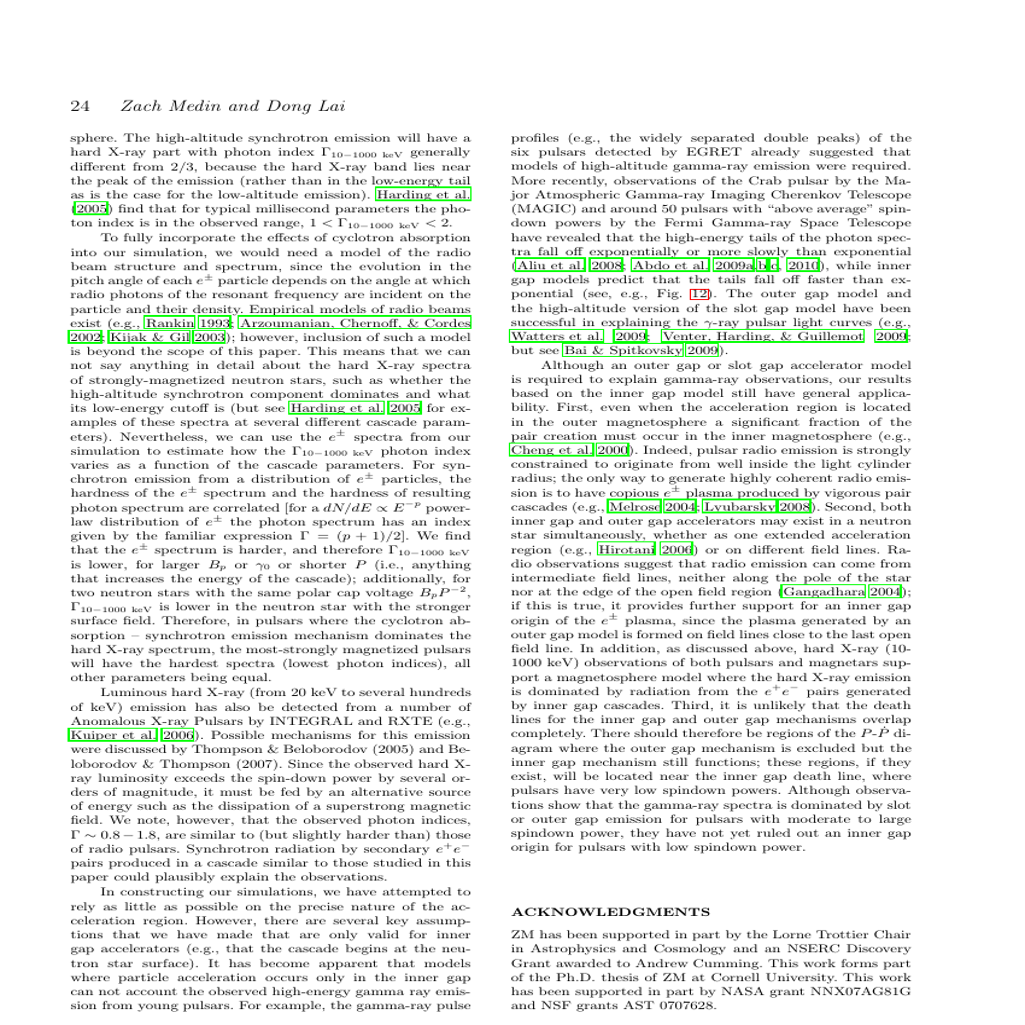 24 Zach Medin and Dong Lai
sphere. The high-altitude synchrotron emission will have a
hard X-ray part with photon index Γ10−1000 keV generally
different from 2/3, because the hard X-ray band lies near
the peak of the emission (rather than in the low-energy tail
as is the case for the low-altitude emission). Harding et al.
(2005) find that for typical millisecond parameters the pho-
ton index is in the observed range, 1 < Γ10−1000 keV < 2.
To fully incorporate the effects of cyclotron absorption
into our simulation, we would need a model of the radio
beam structure and spectrum, since the evolution in the
pitch angle of each e± particle depends on the angle at which
radio photons of the resonant frequency are incident on the
particle and their density. Empirical models of radio beams
exist (e.g., Rankin 1993; Arzoumanian, Chernoff, & Cordes
2002; Kijak & Gil 2003); however, inclusion of such a model
is beyond the scope of this paper. This means that we can
not say anything in detail about the hard X-ray spectra
of strongly-magnetized neutron stars, such as whether the
high-altitude synchrotron component dominates and what
its low-energy cutoff is (but see Harding et al. 2005 for ex-
amples of these spectra at several different cascade param-
eters). Nevertheless, we can use the e± spectra from our
simulation to estimate how the Γ10−1000 keV photon index
varies as a function of the cascade parameters. For syn-
chrotron emission from a distribution of e± particles, the
hardness of the e± spectrum and the hardness of resulting
photon spectrum are correlated [for a dN/dE ∝ E−p power-
law distribution of e± the photon spectrum has an index
given by the familiar expression Γ = (p + 1)/2]. We find
that the e± spectrum is harder, and therefore Γ10−1000 keV
is lower, for larger Bp or γ0 or shorter P (i.e., anything
that increases the energy of the cascade); additionally, for
two neutron stars with the same polar cap voltage BpP−2,
Γ10−1000 keV is lower in the neutron star with the stronger
surface field. Therefore, in pulsars where the cyclotron ab-
sorption – synchrotron emission mechanism dominates the
hard X-ray spectrum, the most-strongly magnetized pulsars
will have the hardest spectra (lowest photon indices), all
other parameters being equal.
Luminous hard X-ray (from 20 keV to several hundreds
of keV) emission has also been detected from a number of
Anomalous X-ray Pulsars by INTEGRAL and RXTE (e.g.,
Kuiper et al. 2006). Possible mechanisms for this emission
were discussed by Thompson & Beloborodov (2005) and Be-
loborodov & Thompson (2007). Since the observed hard X-
ray luminosity exceeds the spin-down power by several or-
ders of magnitude, it must be fed by an alternative source
of energy such as the dissipation of a superstrong magnetic
field. We note, however, that the observed photon indices,
Γ ∼ 0.8 − 1.8, are similar to (but slightly harder than) those
of radio pulsars. Synchrotron radiation by secondary e+e−
pairs produced in a cascade similar to those studied in this
paper could plausibly explain the observations.
In constructing our simulations, we have attempted to
rely as little as possible on the precise nature of the ac-
celeration region. However, there are several key assump-
tions that we have made that are only valid for inner
gap accelerators (e.g., that the cascade begins at the neu-
tron star surface). It has become apparent that models
where particle acceleration occurs only in the inner gap
can not account the observed high-energy gamma ray emis-
sion from young pulsars. For example, the gamma-ray pulse
profiles (e.g., the widely separated double peaks) of the
six pulsars detected by EGRET already suggested that
models of high-altitude gamma-ray emission were required.
More recently, observations of the Crab pulsar by the Ma-
jor Atmospheric Gamma-ray Imaging Cherenkov Telescope
(MAGIC) and around 50 pulsars with “above average” spin-
down powers by the Fermi Gamma-ray Space Telescope
have revealed that the high-energy tails of the photon spec-
tra fall off exponentially or more slowly than exponential
(Aliu et al. 2008; Abdo et al. 2009a,b,c, 2010), while inner
gap models predict that the tails fall off faster than ex-
ponential (see, e.g., Fig. 12). The outer gap model and
the high-altitude version of the slot gap model have been
successful in explaining the γ-ray pulsar light curves (e.g.,
Watters et al. 2009; Venter, Harding, & Guillemot 2009;
but see Bai & Spitkovsky 2009).
Although an outer gap or slot gap accelerator model
is required to explain gamma-ray observations, our results
based on the inner gap model still have general applica-
bility. First, even when the acceleration region is located
in the outer magnetosphere a significant fraction of the
pair creation must occur in the inner magnetosphere (e.g.,
Cheng et al. 2000). Indeed, pulsar radio emission is strongly
constrained to originate from well inside the light cylinder
radius; the only way to generate highly coherent radio emis-
sion is to have copious e± plasma produced by vigorous pair
cascades (e.g., Melrose 2004; Lyubarsky 2008). Second, both
inner gap and outer gap accelerators may exist in a neutron
star simultaneously, whether as one extended acceleration
region (e.g., Hirotani 2006) or on different field lines. Ra-
dio observations suggest that radio emission can come from
intermediate field lines, neither along the pole of the star
nor at the edge of the open field region (Gangadhara 2004);
if this is true, it provides further support for an inner gap
origin of the e± plasma, since the plasma generated by an
outer gap model is formed on field lines close to the last open
field line. In addition, as discussed above, hard X-ray (10-
1000 keV) observations of both pulsars and magnetars sup-
port a magnetosphere model where the hard X-ray emission
is dominated by radiation from the e+e− pairs generated
by inner gap cascades. Third, it is unlikely that the death
lines for the inner gap and outer gap mechanisms overlap
completely. There should therefore be regions of the P-Ṗ di-
agram where the outer gap mechanism is excluded but the
inner gap mechanism still functions; these regions, if they
exist, will be located near the inner gap death line, where
pulsars have very low spindown powers. Although observa-
tions show that the gamma-ray spectra is dominated by slot
or outer gap emission for pulsars with moderate to large
spindown power, they have not yet ruled out an inner gap
origin for pulsars with low spindown power.
ACKNOWLEDGMENTS
ZM has been supported in part by the Lorne Trottier Chair
in Astrophysics and Cosmology and an NSERC Discovery
Grant awarded to Andrew Cumming. This work forms part
of the Ph.D. thesis of ZM at Cornell University. This work
has been supported in part by NASA grant NNX07AG81G
and NSF grants AST 0707628.